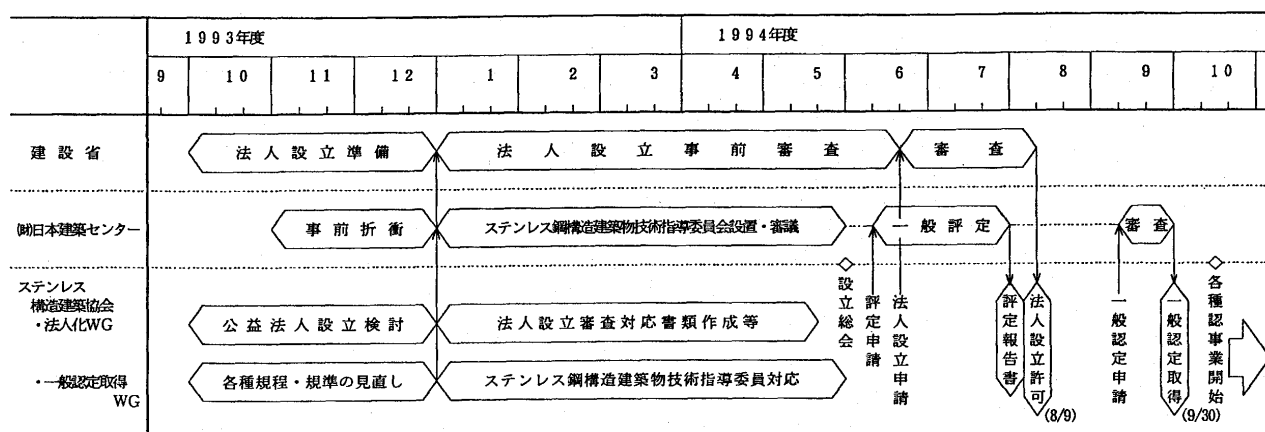 1993年度 1994年度
9 10 11 12 1 2 3 4 5 6 7 8 9 10
建設省 法人設立準備 法人設立事前審査 審査
㈶日本建築センター 事前折衝 ステンレス鋼構造建築物技術指導委員会設置・審議 一般評定 審査
ステンレス
構造建築協会
・法人化WG
公益法人設立検討 法人設立審査対応書類作成等
・一般認定取得
WG
各種規程・規準の見直し ステンレス鋼構造建築物技術指導委員対応
設立総会
評定申請
法人設立申請
評定報告書
法人設立許可
(8/9)
一般認定申請
一般認定取得
(9/30)
各種認事業開始